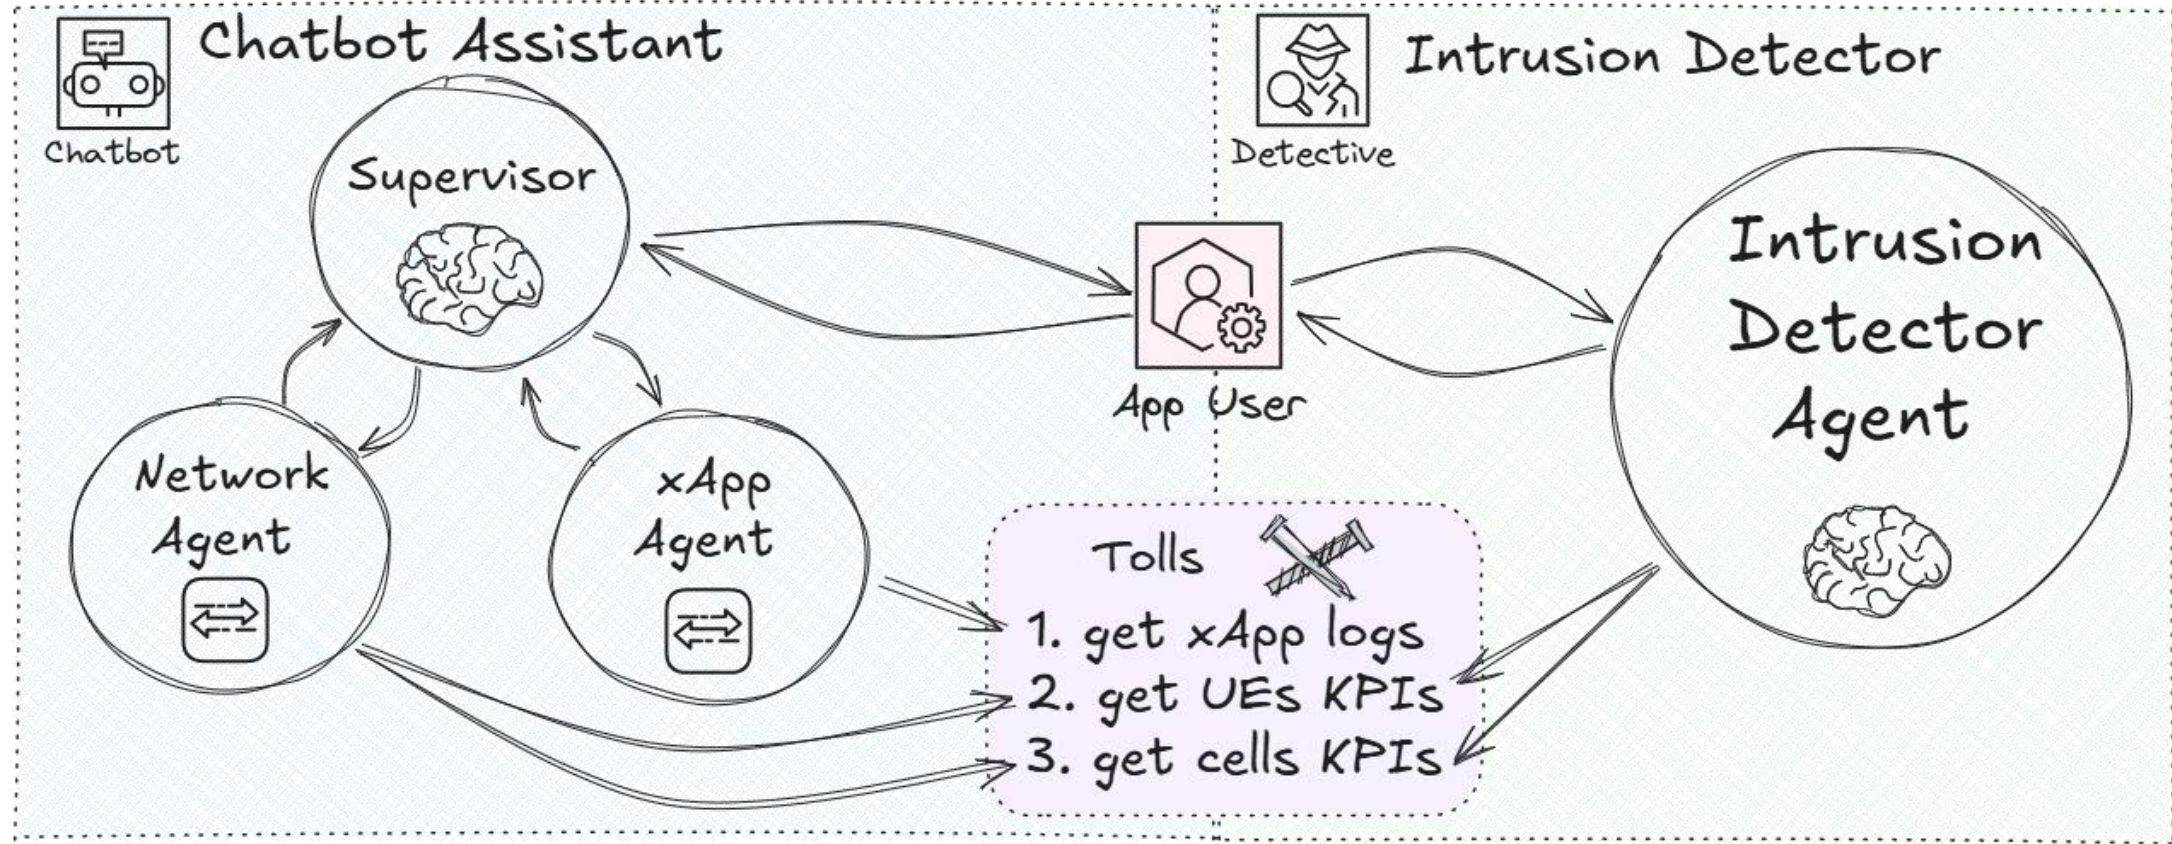 Chatbot Assistant
Chatbot
Supervisor
Network
Agent
xApp
Agent
App User
Tolls
1. get xApp logs
2. get UEs KPIs
3. get cells KPIs
Intrusion Detector
Detective
Intrusion
Detector
Agent